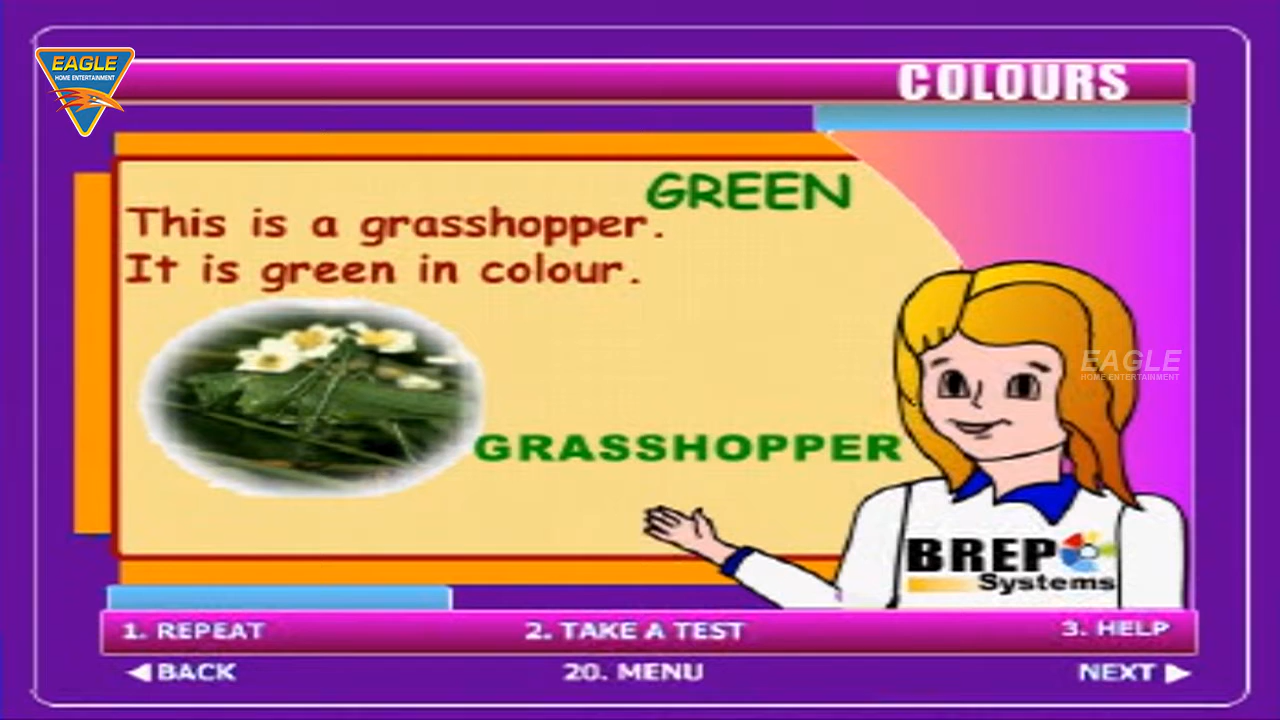 EAGLE
HOME ENTERTAINMENT
COLOURS
GREEN
This is a grasshopper.
It is green in colour.
GRASSHOPPER
EAGLE
HOME ENTERTAINMENT
BREP
Systems
1. REPEAT
2. TAKE A TEST
3. HELP
BACK
20. MENU
NEXT